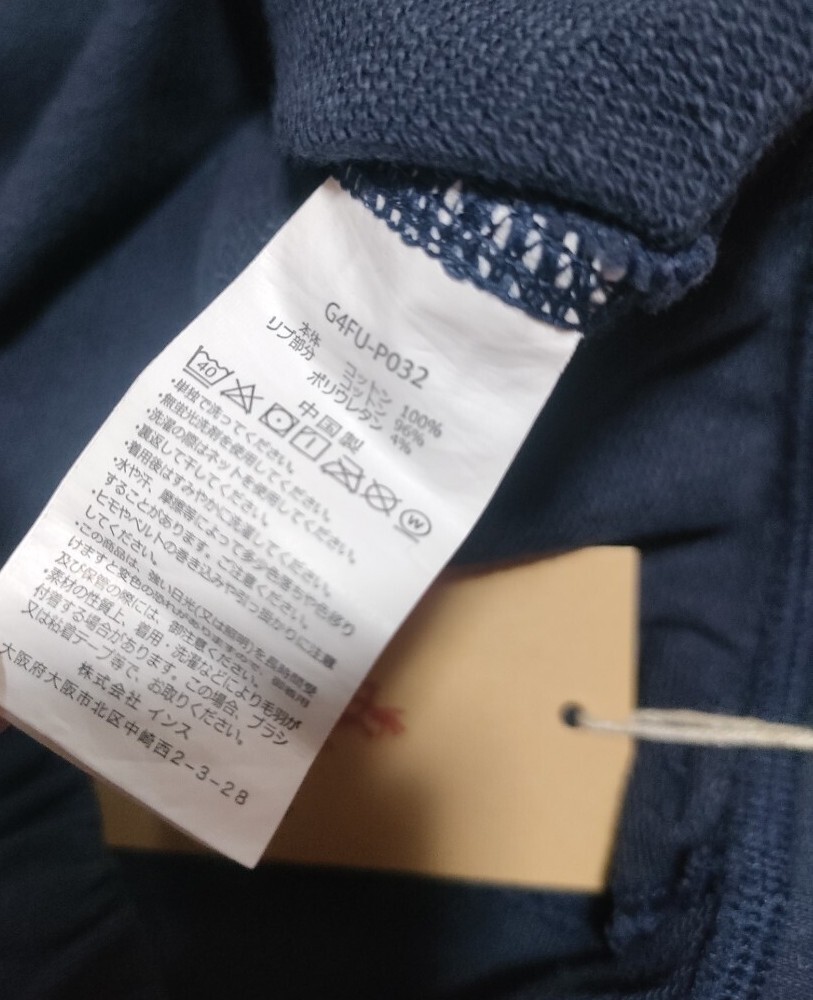 G4FU-P032
本体 コットン 100%
リブ部分 コットン 96%
ポリウレタン 4%
中国製
40 W
・単独で洗ってください。
・無蛍光洗剤を使用してください。
・洗濯の際はネットを使用してください。
・裏返して干してください。
・着用後はすみやかに洗濯してください。
・水や汗、摩擦等によって多少色落ちや色移り
することがあります。ご注意ください。
・ヒモやベルトの巻き込みや引っ掛かりに注意
してください。
・この商品は、強い日光(又は照明)を長時間受
けますと変色の恐れがありますので、御着用
及び保管の際には、御注意ください。
・素材の性質上、着用・洗濯などにより毛羽が
付着する場合があります。この場合、ブラシ
又は粘着テープ等で、お取りください。
株式会社 インス
大阪府大阪市北区中崎西2-3-28